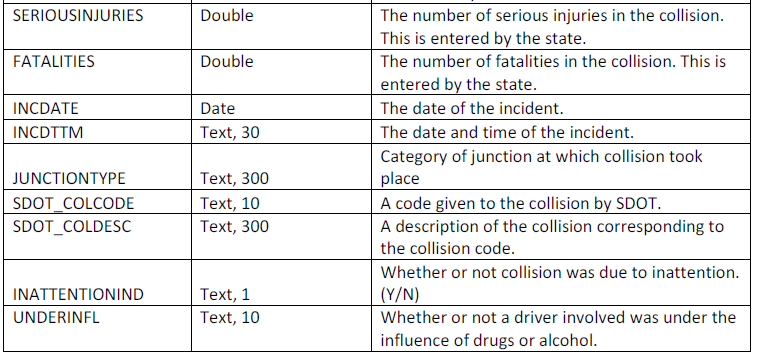 SERIOUSINJURIES Double The number of serious injuries in the collision.
This is entered by the state.
FATALITIES Double The number of fatalities in the collision. This is
entered by the state.
INCDATE Date The date of the incident.
INCDTTM Text, 30 The date and time of the incident.
Category of junction at which collision took
JUNCTIONTYPE Text, 300 place
SDOT_COLCODE Text, 10 A code given to the collision by SDOT.
SDOT_COLDESC Text, 300 A description of the collision corresponding to
the collision code.
Whether or not collision was due to inattention.
INATTENTIONIND Text, 1 (Y/N)
UNDERINFL Text, 10 Whether or not a driver involved was under the
influence of drugs or alcohol.